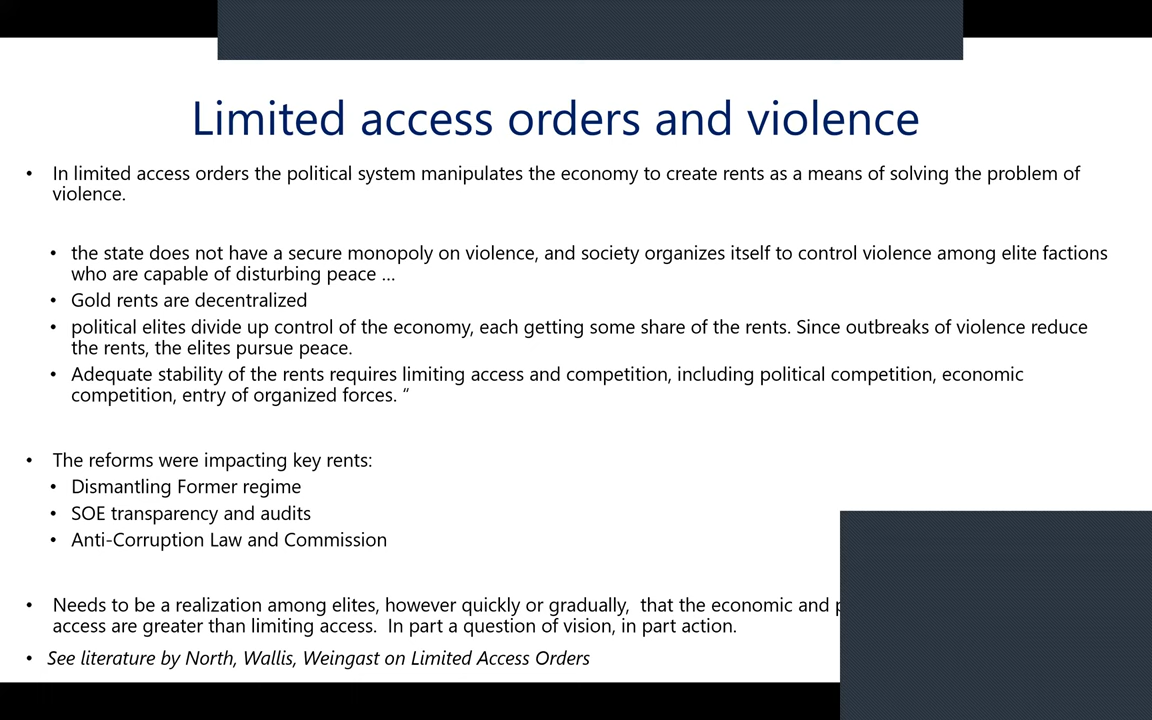 Limited access orders and violence
• In limited access orders the political system manipulates the economy to create rents as a means of solving the problem of
violence.
• the state does not have a secure monopoly on violence, and society organizes itself to control violence among elite factions
who are capable of disturbing peace ...
• Gold rents are decentralized
• political elites divide up control of the economy, each getting some share of the rents. Since outbreaks of violence reduce
the rents, the elites pursue peace.
• Adequate stability of the rents requires limiting access and competition, including political competition, economic
competition, entry of organized forces. “
• The reforms were impacting key rents:
• Dismantling Former regime
• SOE transparency and audits
• Anti-Corruption Law and Commission
• Needs to be a realization among elites, however quickly or gradually,  that the economic and
access are greater than limiting access.  In part a question of vision, in part action.
• See literature by North, Wallis, Weingast on Limited Access Orders